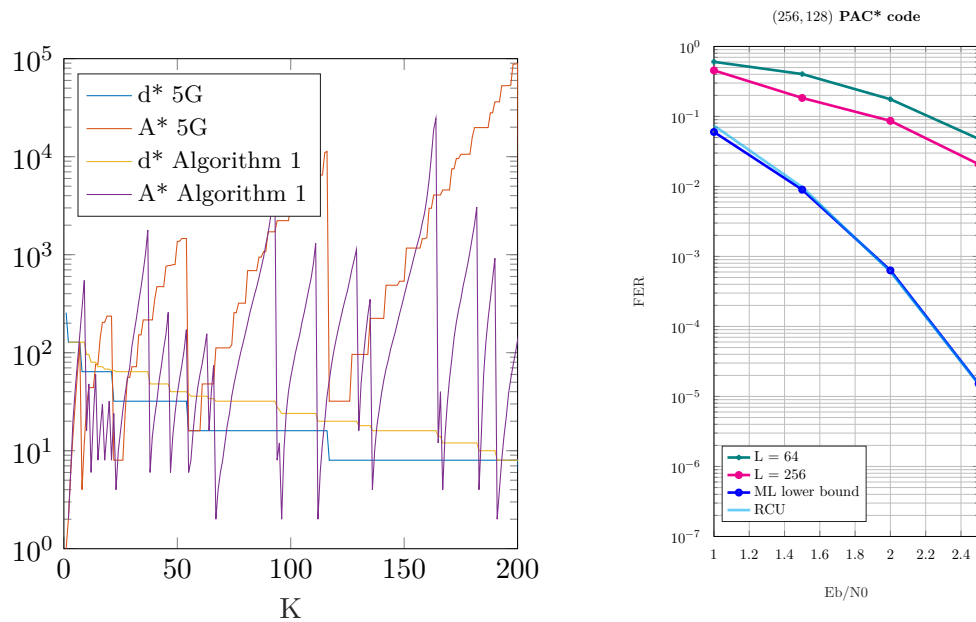 10^5
10^4
10^3
10^2
10^1
10^0
0
50
100
150
200
K
d* 5G
A* 5G
d* Algorithm 1
A* Algorithm 1
(256, 128) PAC* code
10^0
10^−1
10^−2
10^−3
10^−4
10^−5
10^−6
10^−7
FER
L = 64
L = 256
ML lower bound
RCU
1
1.2
1.4
1.6
1.8
2
2.2
2.4
Eb/N0